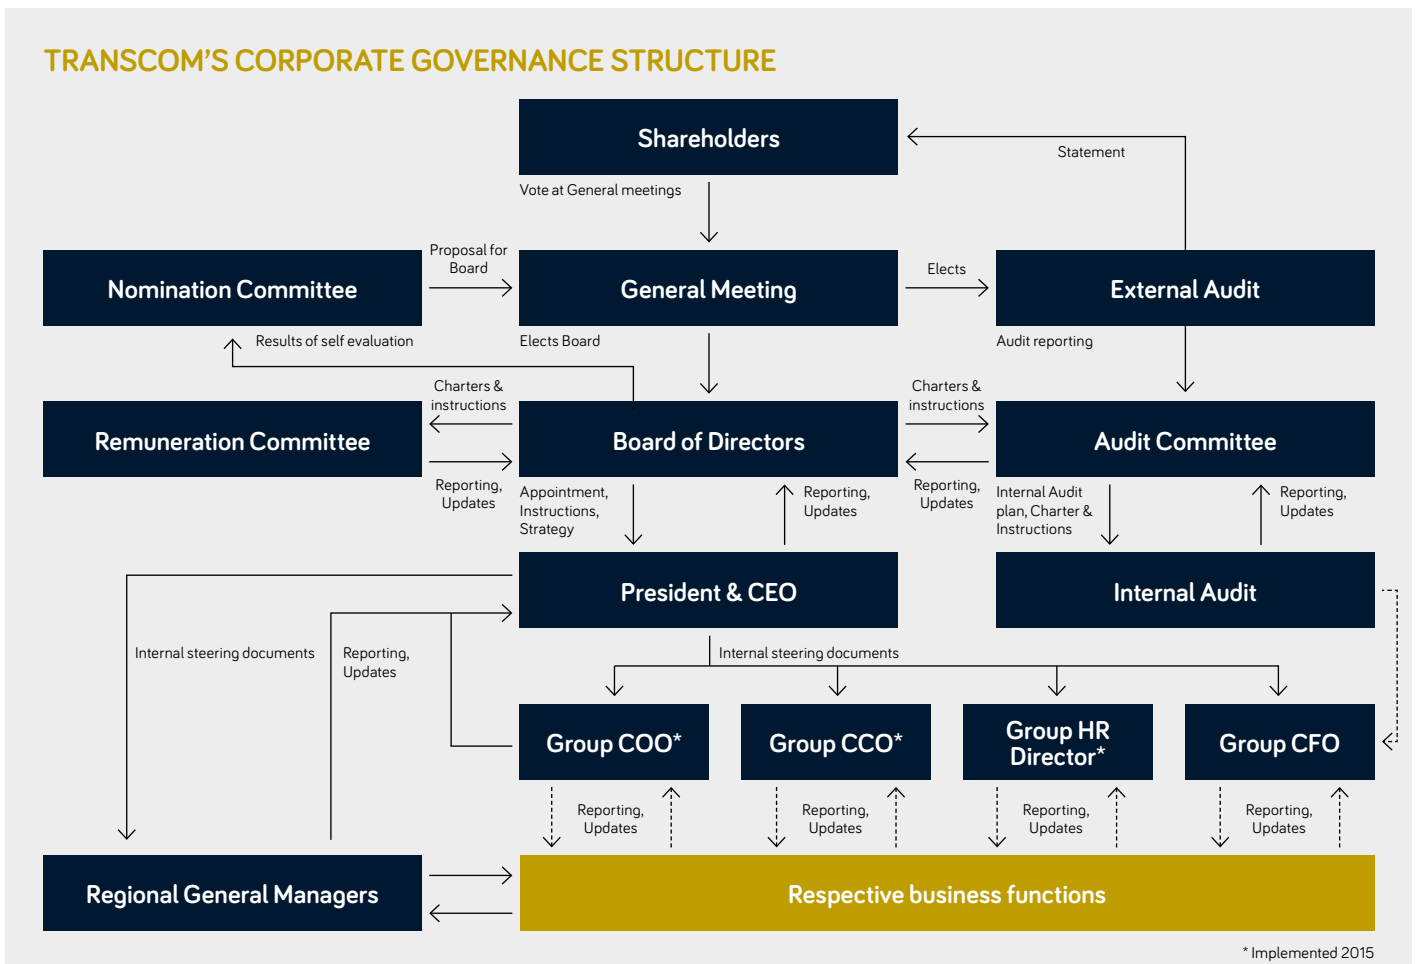 TRANSCOM'S CORPORATE GOVERNANCE STRUCTURE
Shareholders
Statement
Vote at General meetings
Proposal for
Board
Nomination Committee
General Meeting
Elects
External Audit
Results of self evaluation
Elects Board
Audit reporting
Charters &
instructions
Charters &
instructions
Remuneration Committee
Board of Directors
Audit Committee
Reporting,
Updates
Appointment,
Instructions,
Strategy
Reporting,
Updates
Reporting,
Updates
Internal Audit
plan, Charter &
Instructions
Reporting,
Updates
President & CEO
Internal Audit
Internal steering documents
Reporting,
Updates
Internal steering documents
Group COO*
Group CCO*
Group HR
Director*
Group CFO
Reporting,
Updates
Reporting,
Updates
Reporting,
Updates
Reporting,
Updates
Regional General Managers
Respective business functions
* Implemented 2015